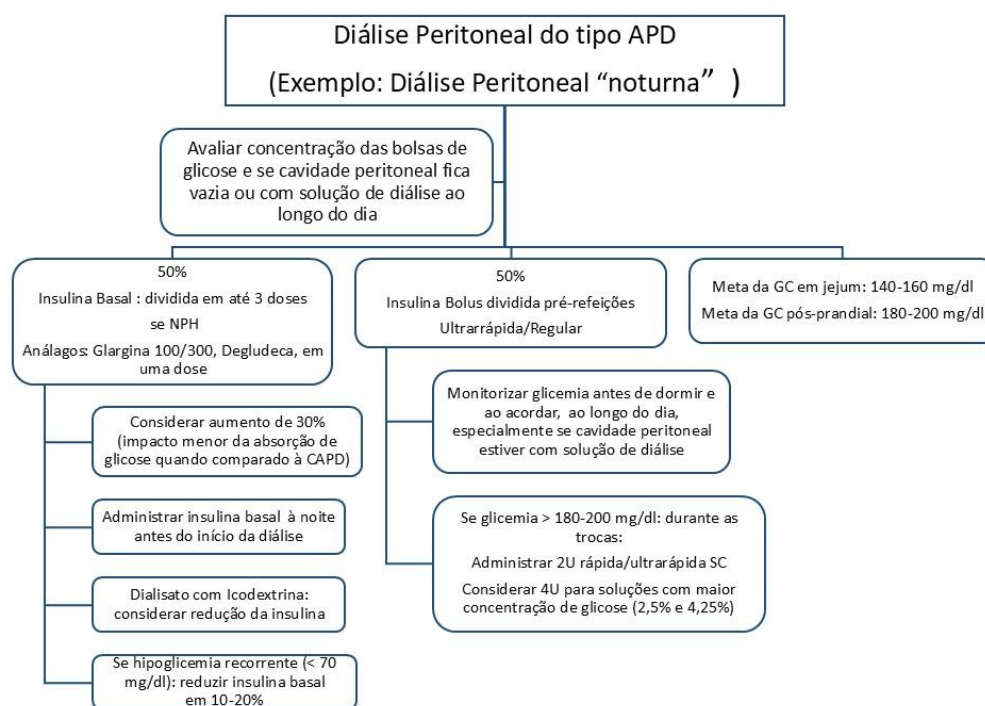 Diálise Peritoneal do tipo APD
(Exemplo: Diálise Peritoneal “noturna” )
Avaliar concentração das bolsas de
glicose e se cavidade peritoneal fica
vazia ou com solução de diálise ao
longo do dia
50%
Insulina Basal : dividida em até 3 doses
se NPH
Análagos: Glargina 100/300, Degludeca, em
uma dose
Considerar aumento de 30%
(impacto menor da absorção de
glicose quando comparado à CAPD)
Administrar insulina basal à noite
antes do início da diálise
Dialisato com Icodextrina:
considerar redução da insulina
Se hipoglicemia recorrente (< 70
mg/dl): reduzir insulina basal
em 10-20%
50%
Insulina Bolus dividida pré-refeições
Ultrarrápida/Regular
Monitorizar glicemia antes de dormir e
ao acordar, ao longo do dia,
especialmente se cavidade peritoneal
estiver com solução de diálise
Se glicemia > 180-200 mg/dl: durante as
trocas:
Administrar 2U rápida/ultrarápida SC
Considerar 4U para soluções com maior
concentração de glicose (2,5% e 4,25%)
Meta da GC em jejum: 140-160 mg/dl
Meta da GC pós-prandial: 180-200 mg/dl